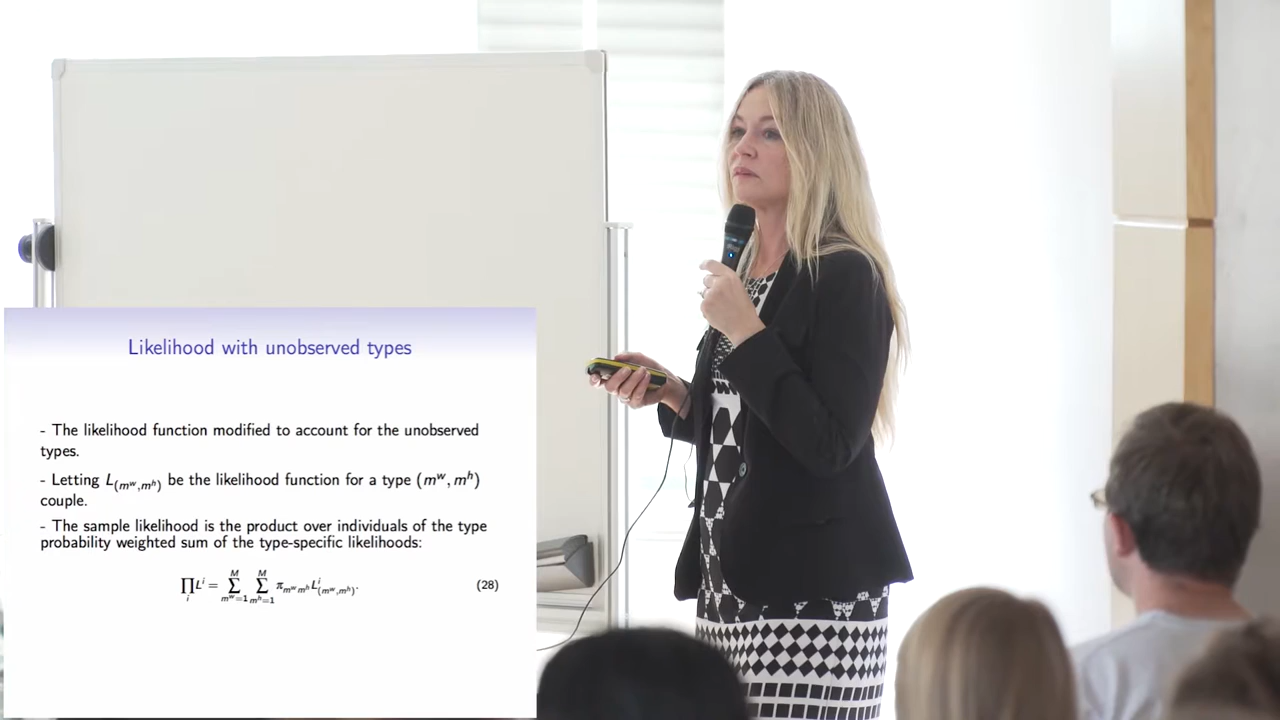 Likelihood with unobserved types
- The likelihood function modified to account for the unobserved
types.
- Letting L_{(m^w,m^h)} be the likelihood function for a type (m^w, m^h)
couple.
- The sample likelihood is the product over individuals of the type
probability weighted sum of the type-specific likelihoods:
∏_i L^i = ∑_{m^w=1}^{M} ∑_{m^h=1}^{M} π_{m^w m^h} L^i_{(m^w,m^h)}. (28)